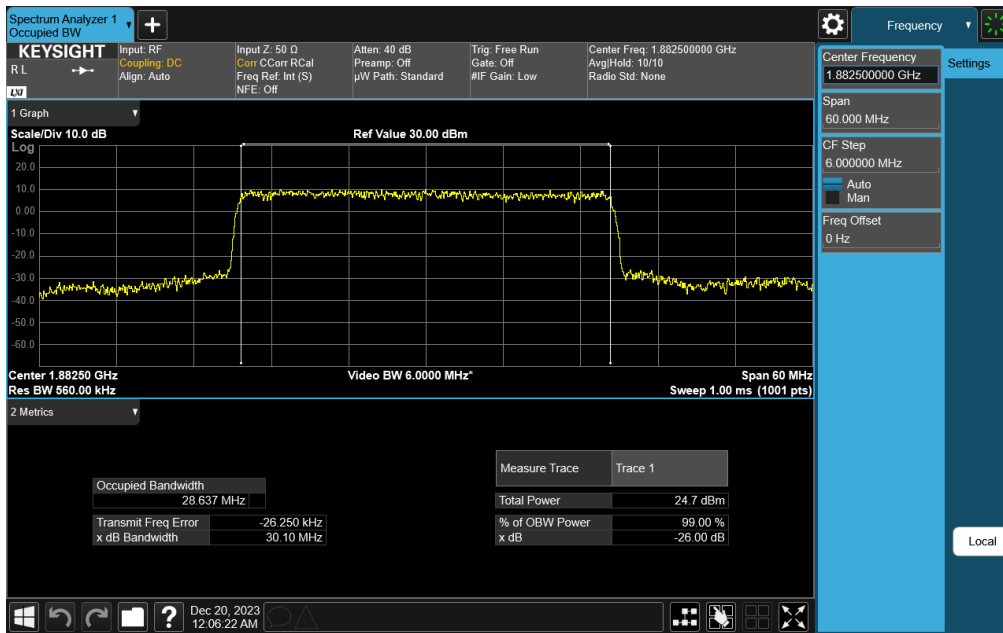 Spectrum Analyzer 1
Occupied BW
Frequency
KEYSIGHT
R L
LXI
Input: RF
Coupling: DC
Align: Auto
Input Z: 50 Ω
Corr CCorr RCal
Freq Ref: Int (S)
NFE: Off
Atten: 40 dB
Preamp: Off
µW Path: Standard
Trig: Free Run
Gate: Off
#IF Gain: Low
Center Freq: 1.882500000 GHz
Avg|Hold: 10/10
Radio Std: None
Center Frequency
1.882500000 GHz
Settings
Span
60.000 MHz
CF Step
6.000000 MHz
Auto
Man
Freq Offset
0 Hz
Local
1 Graph
Scale/Div 10.0 dB
Ref Value 30.00 dBm
Log
20.0
10.0
0.00
-10.0
-20.0
-30.0
-40.0
-50.0
-60.0
Center 1.88250 GHz
Video BW 6.0000 MHz*
Span 60 MHz
Res BW 560.00 kHz
Sweep 1.00 ms (1001 pts)
2 Metrics
Measure Trace Trace 1
Occupied Bandwidth
28.637 MHz
Total Power 24.7 dBm
Transmit Freq Error -26.250 kHz
% of OBW Power 99.00 %
x dB Bandwidth 30.10 MHz
x dB -26.00 dB
?
Dec 20, 2023
12:06:22 AM